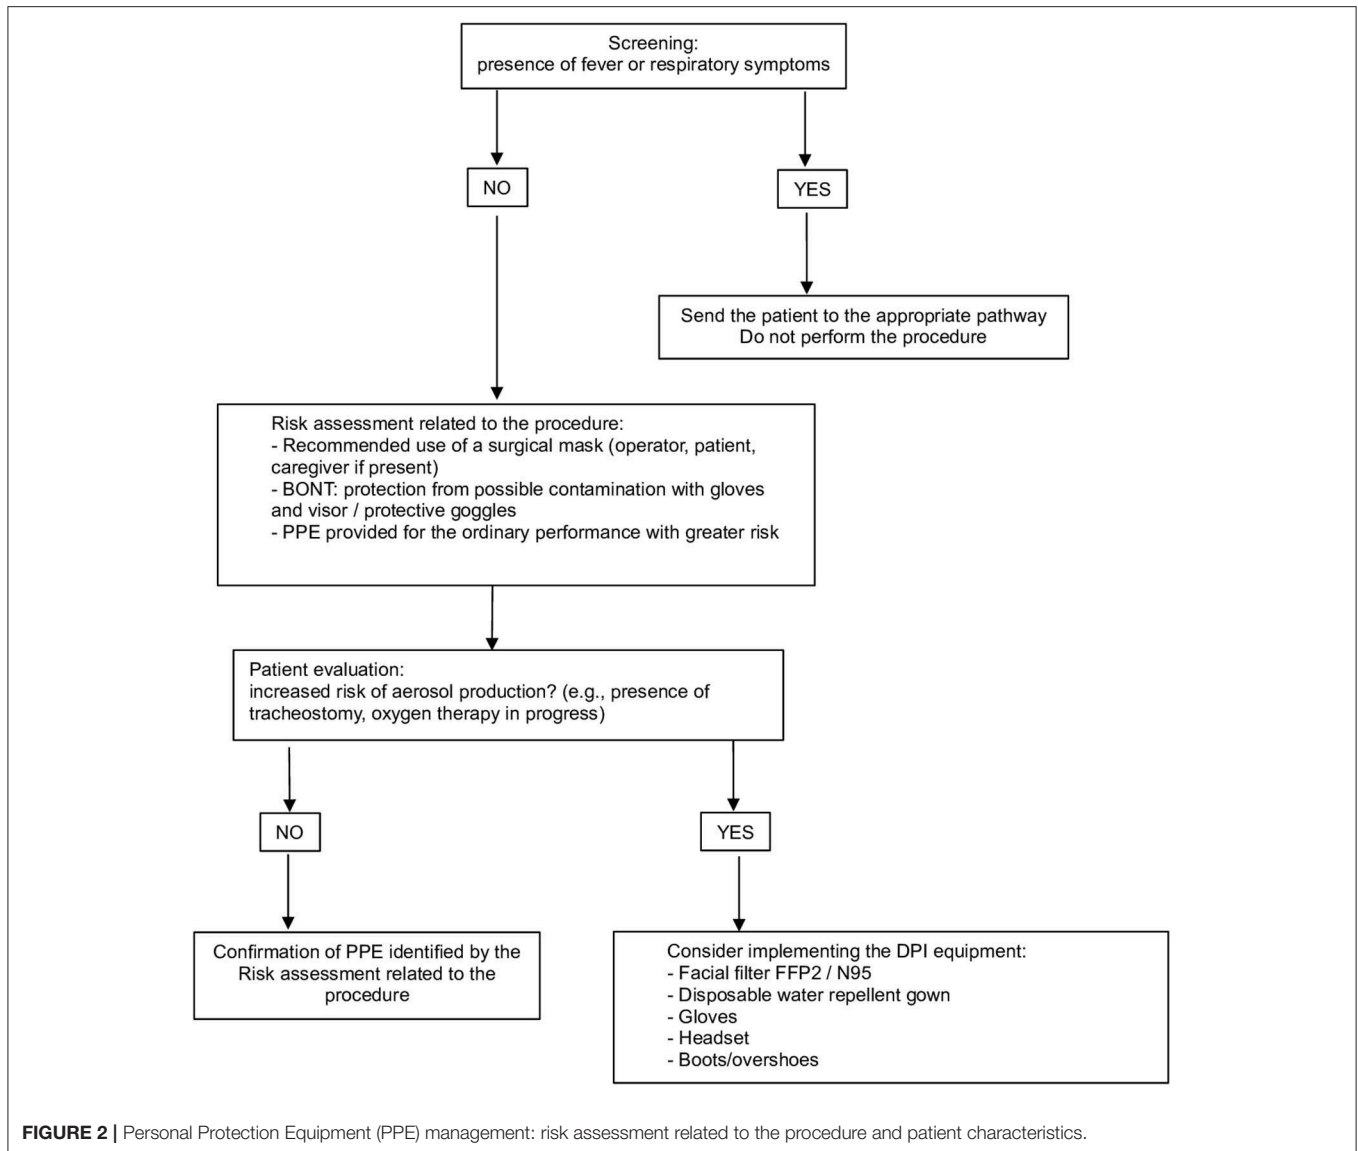 Screening:
presence of fever or respiratory symptoms
NO
YES
Send the patient to the appropriate pathway
Do not perform the procedure
Risk assessment related to the procedure:
- Recommended use of a surgical mask (operator, patient,
caregiver if present)
- BONT: protection from possible contamination with gloves
and visor / protective goggles
- PPE provided for the ordinary performance with greater risk
Patient evaluation:
increased risk of aerosol production? (e.g., presence of
tracheostomy, oxygen therapy in progress)
NO
YES
Confirmation of PPE identified by the
Risk assessment related to the
procedure
Consider implementing the DPI equipment:
- Facial filter FFP2 / N95
- Disposable water repellent gown
- Gloves
- Headset
- Boots/overshoes
FIGURE 2 | Personal Protection Equipment (PPE) management: risk assessment related to the procedure and patient characteristics.